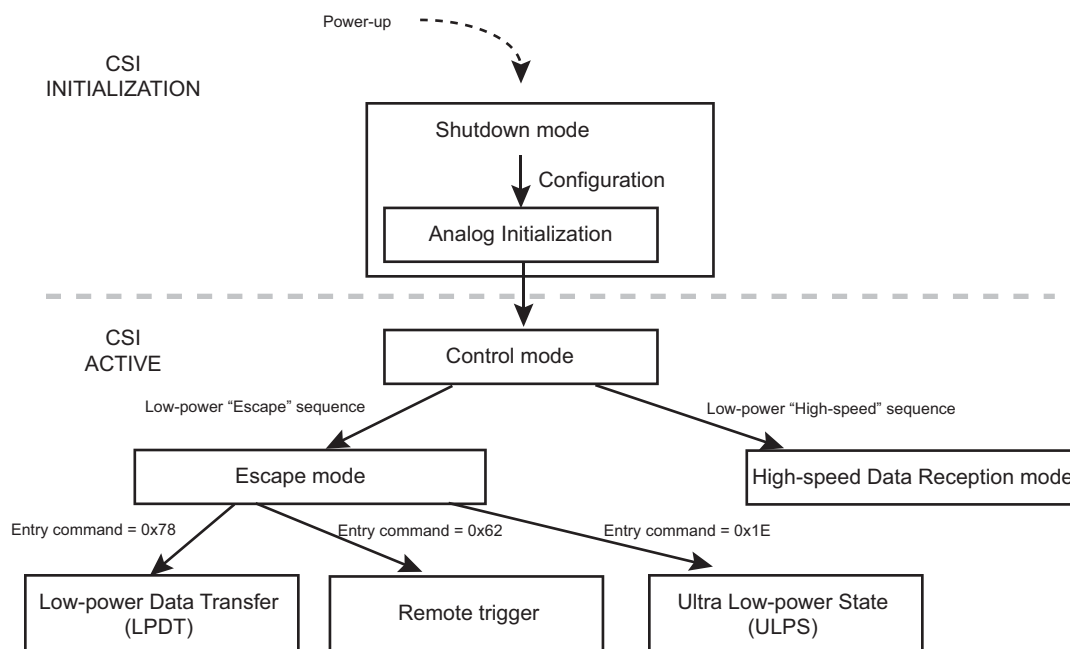 Power-up
CSI
INITIALIZATION
Shutdown mode
Configuration
Analog Initialization
CSI
ACTIVE
Control mode
Low-power “Escape” sequence
Low-power “High-speed” sequence
Escape mode
High-speed Data Reception mode
Entry command = 0x78
Entry command = 0x62
Entry command = 0x1E
Low-power Data Transfer
(LPDT)
Remote trigger
Ultra Low-power State
(ULPS)